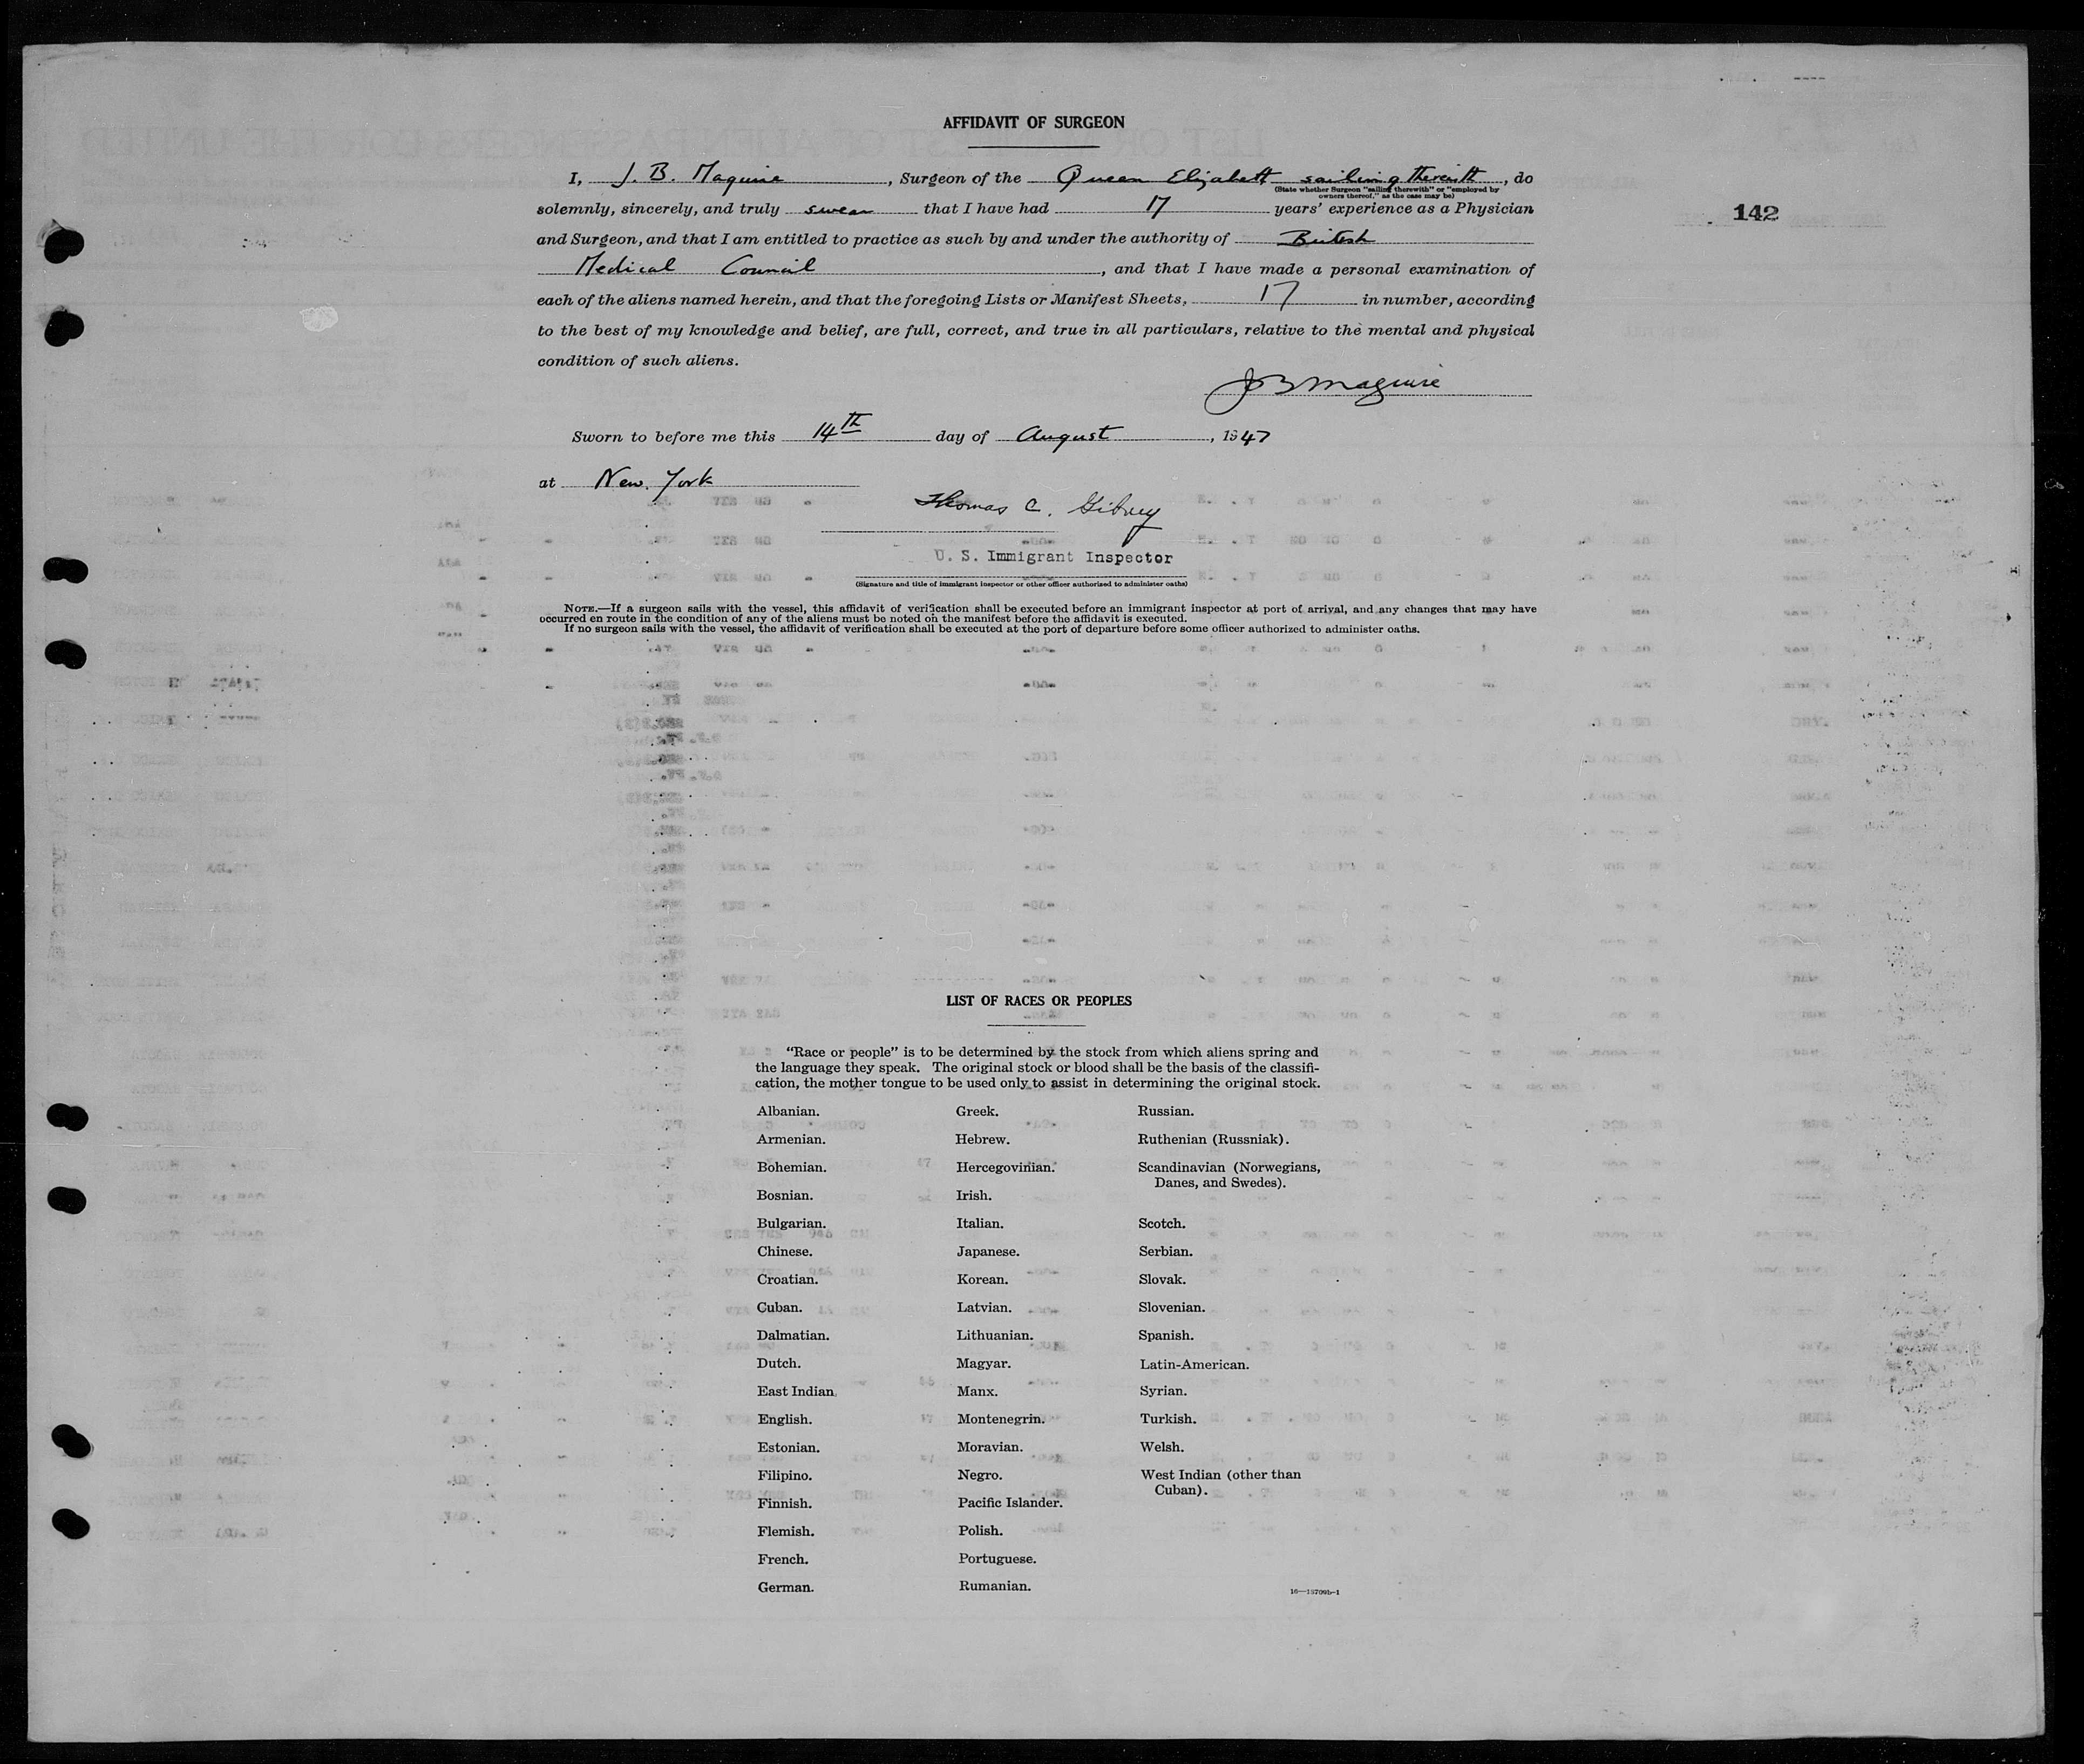 AFFIDAVIT OF SURGEON
I, J. B. Maguire, Surgeon of the Queen Elizabeth sailing therewith, do
(State whether Surgeon "sailing therewith" or "employed by
owners thereof," as the case may be)
solemnly, sincerely, and truly swear that I have had 17 years' experience as a Physician
142
and Surgeon, and that I am entitled to practice as such by and under the authority of British
Medical Council, and that I have made a personal examination of
each of the aliens named herein, and that the foregoing Lists or Manifest Sheets, 17 in number, according
to the best of my knowledge and belief, are full, correct, and true in all particulars, relative to the mental and physical
condition of such aliens.
J B Maguire
Sworn to before me this 14th day of August, 1947
at New York
Thomas C. Gibney
U. S. Immigrant Inspector
(Signature and title of immigrant inspector or other officer authorized to administer oaths)
NOTE.—If a surgeon sails with the vessel, this affidavit of verification shall be executed before an immigrant inspector at port of arrival, and any changes that may have
occurred en route in the condition of any of the aliens must be noted on the manifest before the affidavit is executed.
If no surgeon sails with the vessel, the affidavit of verification shall be executed at the port of departure before some officer authorized to administer oaths.
LIST OF RACES OR PEOPLES
"Race or people" is to be determined by the stock from which aliens spring and
the language they speak. The original stock or blood shall be the basis of the classifi-
cation, the mother tongue to be used only to assist in determining the original stock.
Albanian.
Armenian.
Bohemian.
Bosnian.
Bulgarian.
Chinese.
Croatian.
Cuban.
Dalmatian.
Dutch.
East Indian.
English.
Estonian.
Filipino.
Finnish.
Flemish.
French.
German.
Greek.
Hebrew.
Hercegovinian.
Irish.
Italian.
Japanese.
Korean.
Latvian.
Lithuanian.
Magyar.
Manx.
Montenegrin.
Moravian.
Negro.
Pacific Islander.
Polish.
Portuguese.
Rumanian.
Russian.
Ruthenian (Russniak).
Scandinavian (Norwegians,
Danes, and Swedes).
Scotch.
Serbian.
Slovak.
Slovenian.
Spanish.
Latin-American.
Syrian.
Turkish.
Welsh.
West Indian (other than
Cuban).